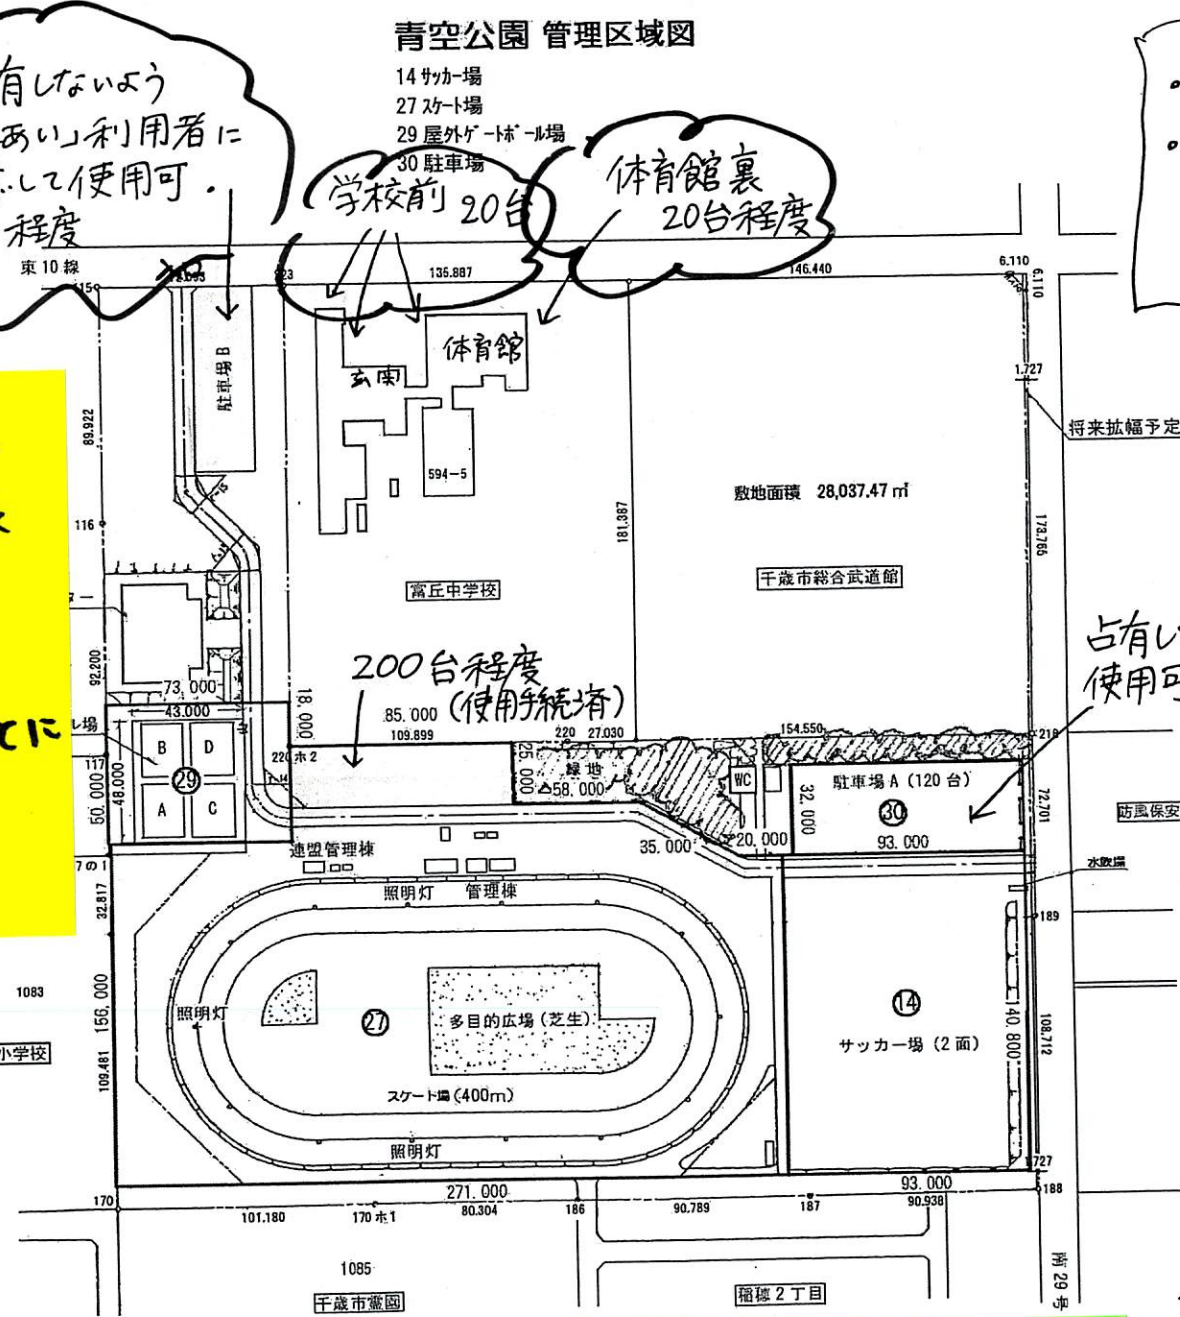 青空公園 管理区域図
14 サッカー場
27 スケート場
29 屋外ゲートボール場
30 駐車場
有しないよう
あい」利用者に
して使用可.
程度
学校前 20台
体育館裏
20台程度
東10線
115
23
135.887
146.440
6.110
6.110
1.727
将来拡幅予定
駐車場B
89.922
116
玄関
体育館
594-5
181.387
敷地面積 28,037.47㎡
173.765
富丘中学校
千歳市総合武道館
92.200
73,000
43.000
18,000
200台程度
(使用手続済)
85.000
109.899
220
27.030
154.550
218
占有し
使用可
ル場
117
50,000
48.000
B D
A C
29
ホ2
25,000
緑地
58,000
WC
駐車場A (120台)
30
32,000
93.000
72.701
防風保安
35.000
20.000
7の1
連盟管理棟
照明灯
管理棟
水飲場
32.817
189
1083
小学校
156,000
109.481
照明灯
27
多目的広場(芝生)
スケート場(400m)
照明灯
14
サッカー場(2面)
140,800
108.712
1.727
170
271.000
93.000
188
101.180
170ホ1
80.304
186
90.789
187
90.938
1085
千歳市霊園
稲穂2丁目
南29号
とに